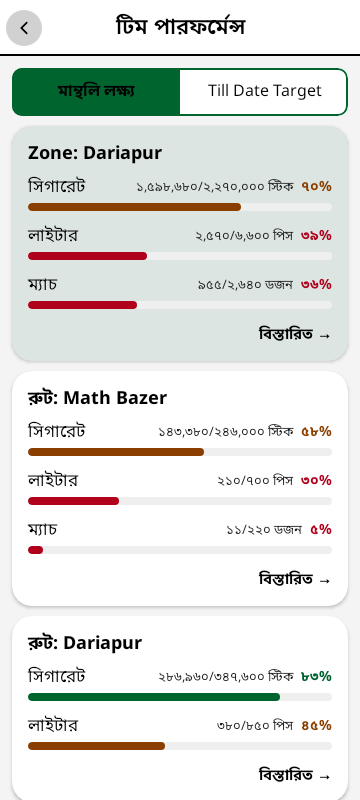 টিম পারফর্মেন্স
মান্থলি লক্ষ্য Till Date Target
Zone: Dariapur
সিগারেট ১,৫৯৮,৬৮০/২,২৭০,০০০ স্টিক ৭০%
লাইটার ২,৫৭০/৬,৬০০ পিস ৩৯%
ম্যাচ ৯৫৫/২,৬৪০ ডজন ৩৬%
বিস্তারিত →
রুট: Math Bazer
সিগারেট ১৪৩,৩৮০/২৪৬,০০০ স্টিক ৫৮%
লাইটার ২১০/৭০০ পিস ৩০%
ম্যাচ ১১/২২০ ডজন ৫%
বিস্তারিত →
রুট: Dariapur
সিগারেট ২৮৬,৯৬০/৩৪৭,৬০০ স্টিক ৮৩%
লাইটার ৩৮০/৮৫০ পিস ৪৫%
বিস্তারিত →